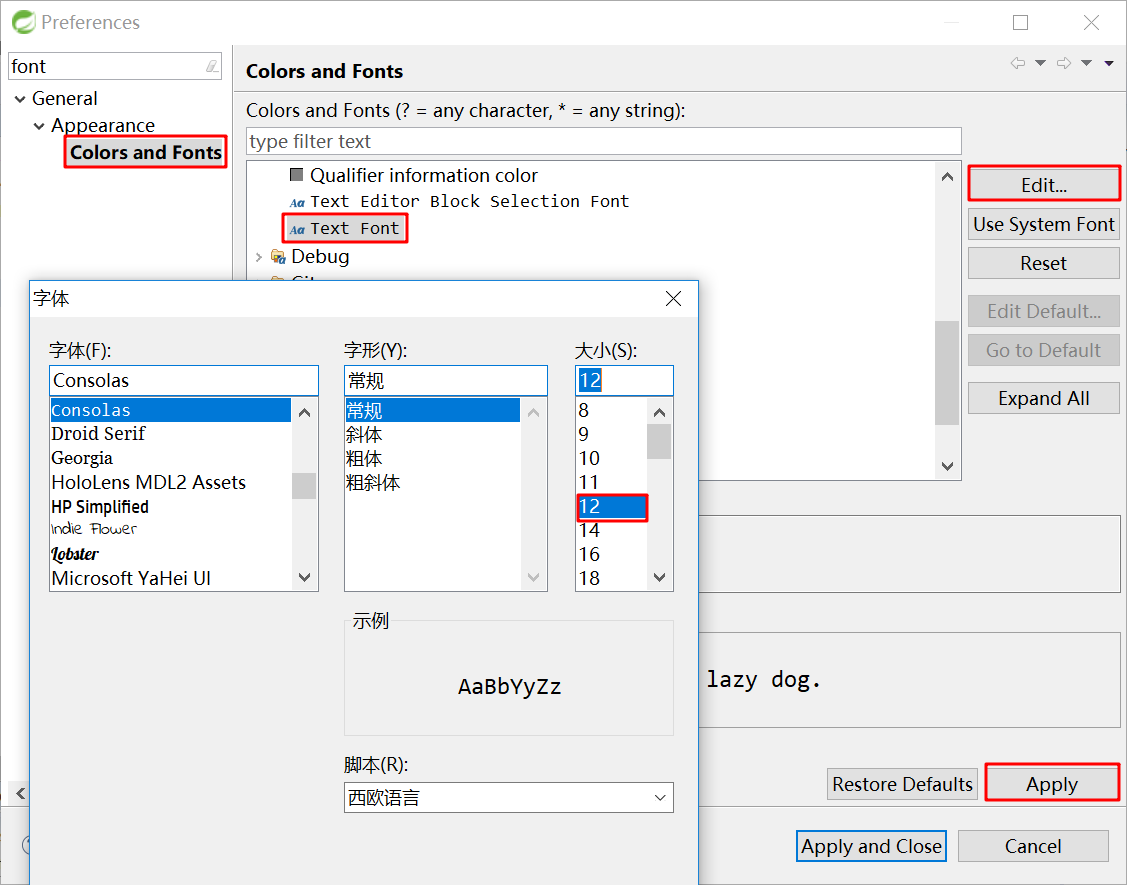 Preferences
font
General
Appearance
Colors and Fonts
Colors and Fonts
Colors and Fonts (? = any character, * = any string):
type filter text
Qualifier information color
Aa Text Editor Block Selection Font
Aa Text Font
Debug
Edit...
Use System Font
Reset
Edit Default...
Go to Default
Expand All
字体
字体(F):
Consolas
Consolas
Droid Serif
Georgia
HoloLens MDL2 Assets
HP Simplified
Indie Flower
Lobster
Microsoft YaHei UI
字形(Y):
常规
常规
斜体
粗体
粗斜体
大小(S):
12
8
9
10
11
12
14
16
18
示例
AaBbYyZz
脚本(R):
西欧语言
lazy dog.
Restore Defaults
Apply
Apply and Close
Cancel